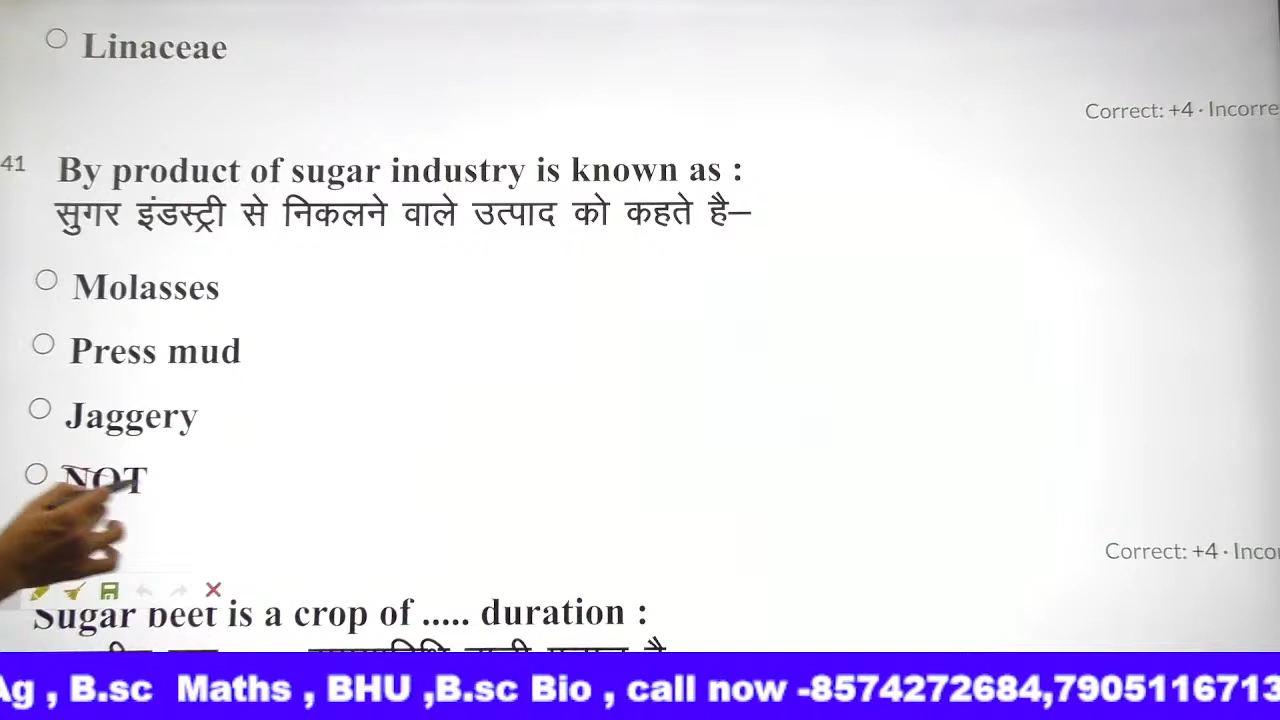 Linaceae
Correct: +4 · Incorre
41 By product of sugar industry is known as :
सुगर इंडस्ट्री से निकलने वाले उत्पाद को कहते है–
Molasses
Press mud
Jaggery
NOT
Correct: +4 · Inco
Sugar beet is a crop of ..... duration :
Ag , B.sc Maths , BHU ,B.sc Bio , call now -8574272684,7905116713